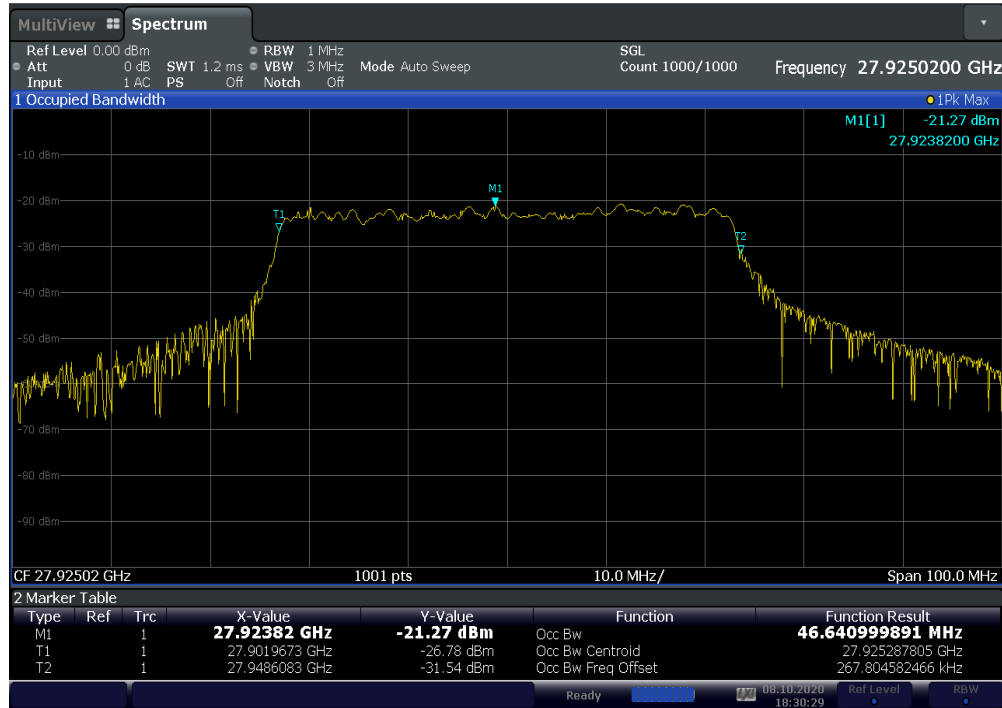 MultiView Spectrum
Ref Level 0.00 dBm RBW 1 MHz SGL
Att 0 dB SWT 1.2 ms VBW 3 MHz Mode Auto Sweep Count 1000/1000 Frequency 27.9250200 GHz
Input 1 AC PS Off Notch Off
1 Occupied Bandwidth 1Pk Max
M1[1] -21.27 dBm
27.9238200 GHz
-10 dBm
M1
-20 dBm
T1
T2
-30 dBm
-40 dBm
-50 dBm
-70 dBm
-80 dBm
-90 dBm
CF 27.92502 GHz 1001 pts 10.0 MHz/ Span 100.0 MHz
2 Marker Table
Type Ref Trc X-Value Y-Value Function Function Result
M1 1 27.92382 GHz -21.27 dBm Occ Bw 46.640999891 MHz
T1 1 27.9019673 GHz -26.78 dBm Occ Bw Centroid 27.925287805 GHz
T2 1 27.9486083 GHz -31.54 dBm Occ Bw Freq Offset 267.804582466 kHz
Ready 08.10.2020 Ref Level RBW
18:30:29